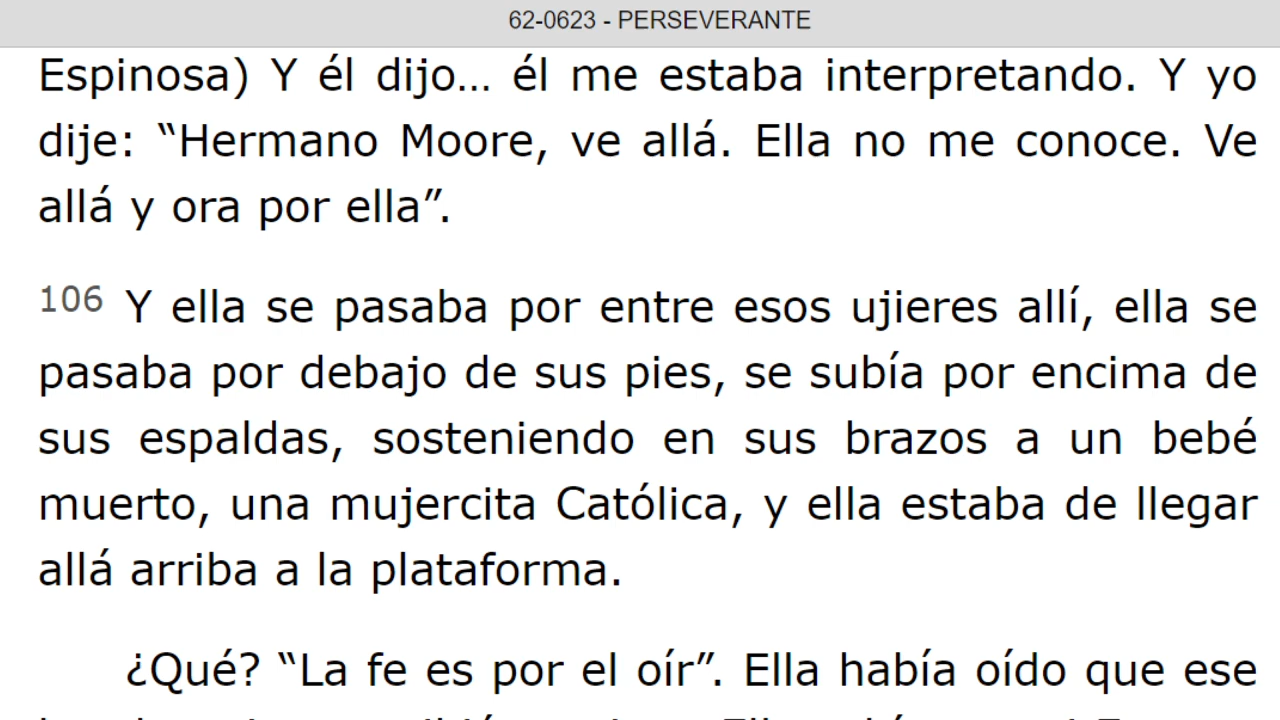 62-0623 - PERSEVERANTE
Espinosa) Y él dijo… él me estaba interpretando. Y yo
dije: “Hermano Moore, ve allá. Ella no me conoce. Ve
allá y ora por ella”.
106 Y ella se pasaba por entre esos ujieres allí, ella se
pasaba por debajo de sus pies, se subía por encima de
sus espaldas, sosteniendo en sus brazos a un bebé
muerto, una mujercita Católica, y ella estaba de llegar
allá arriba a la plataforma.
¿Qué? “La fe es por el oír”. Ella había oído que ese